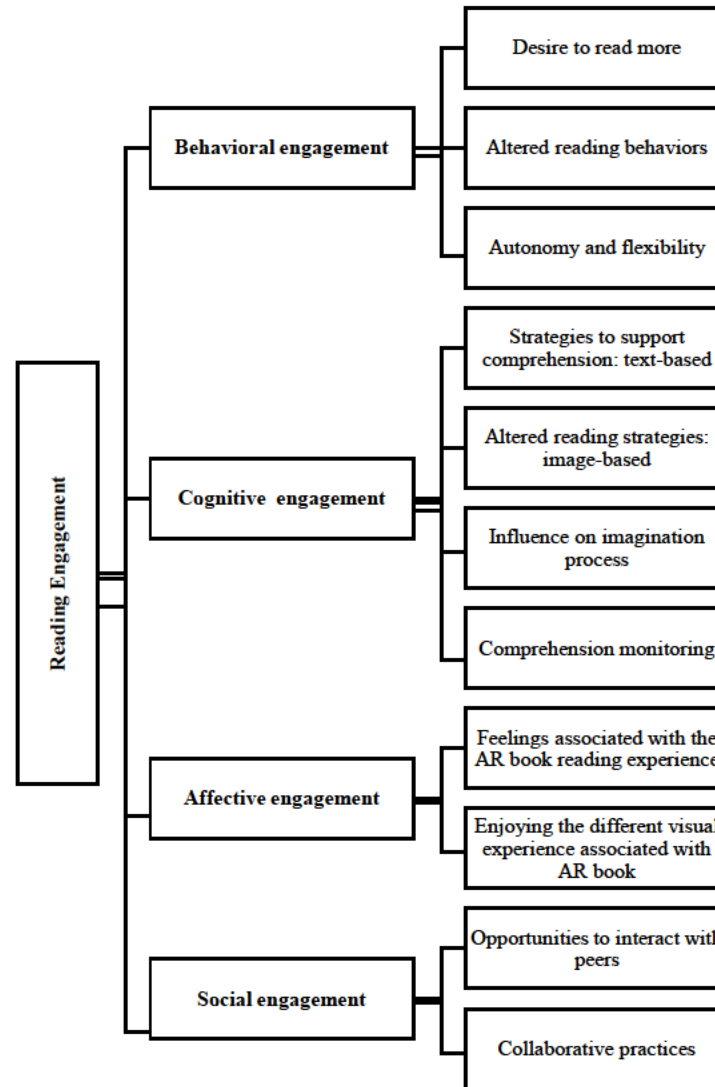 Reading Engagement
Behavioral engagement
Desire to read more
Altered reading behaviors
Autonomy and flexibility
Cognitive engagement
Strategies to support
comprehension: text-based
Altered reading strategies:
image-based
Influence on imagination
process
Comprehension monitoring
Affective engagement
Feelings associated with the
AR book reading experience
Enjoying the different visual
experience associated with
AR book
Social engagement
Opportunities to interact with
peers
Collaborative practices